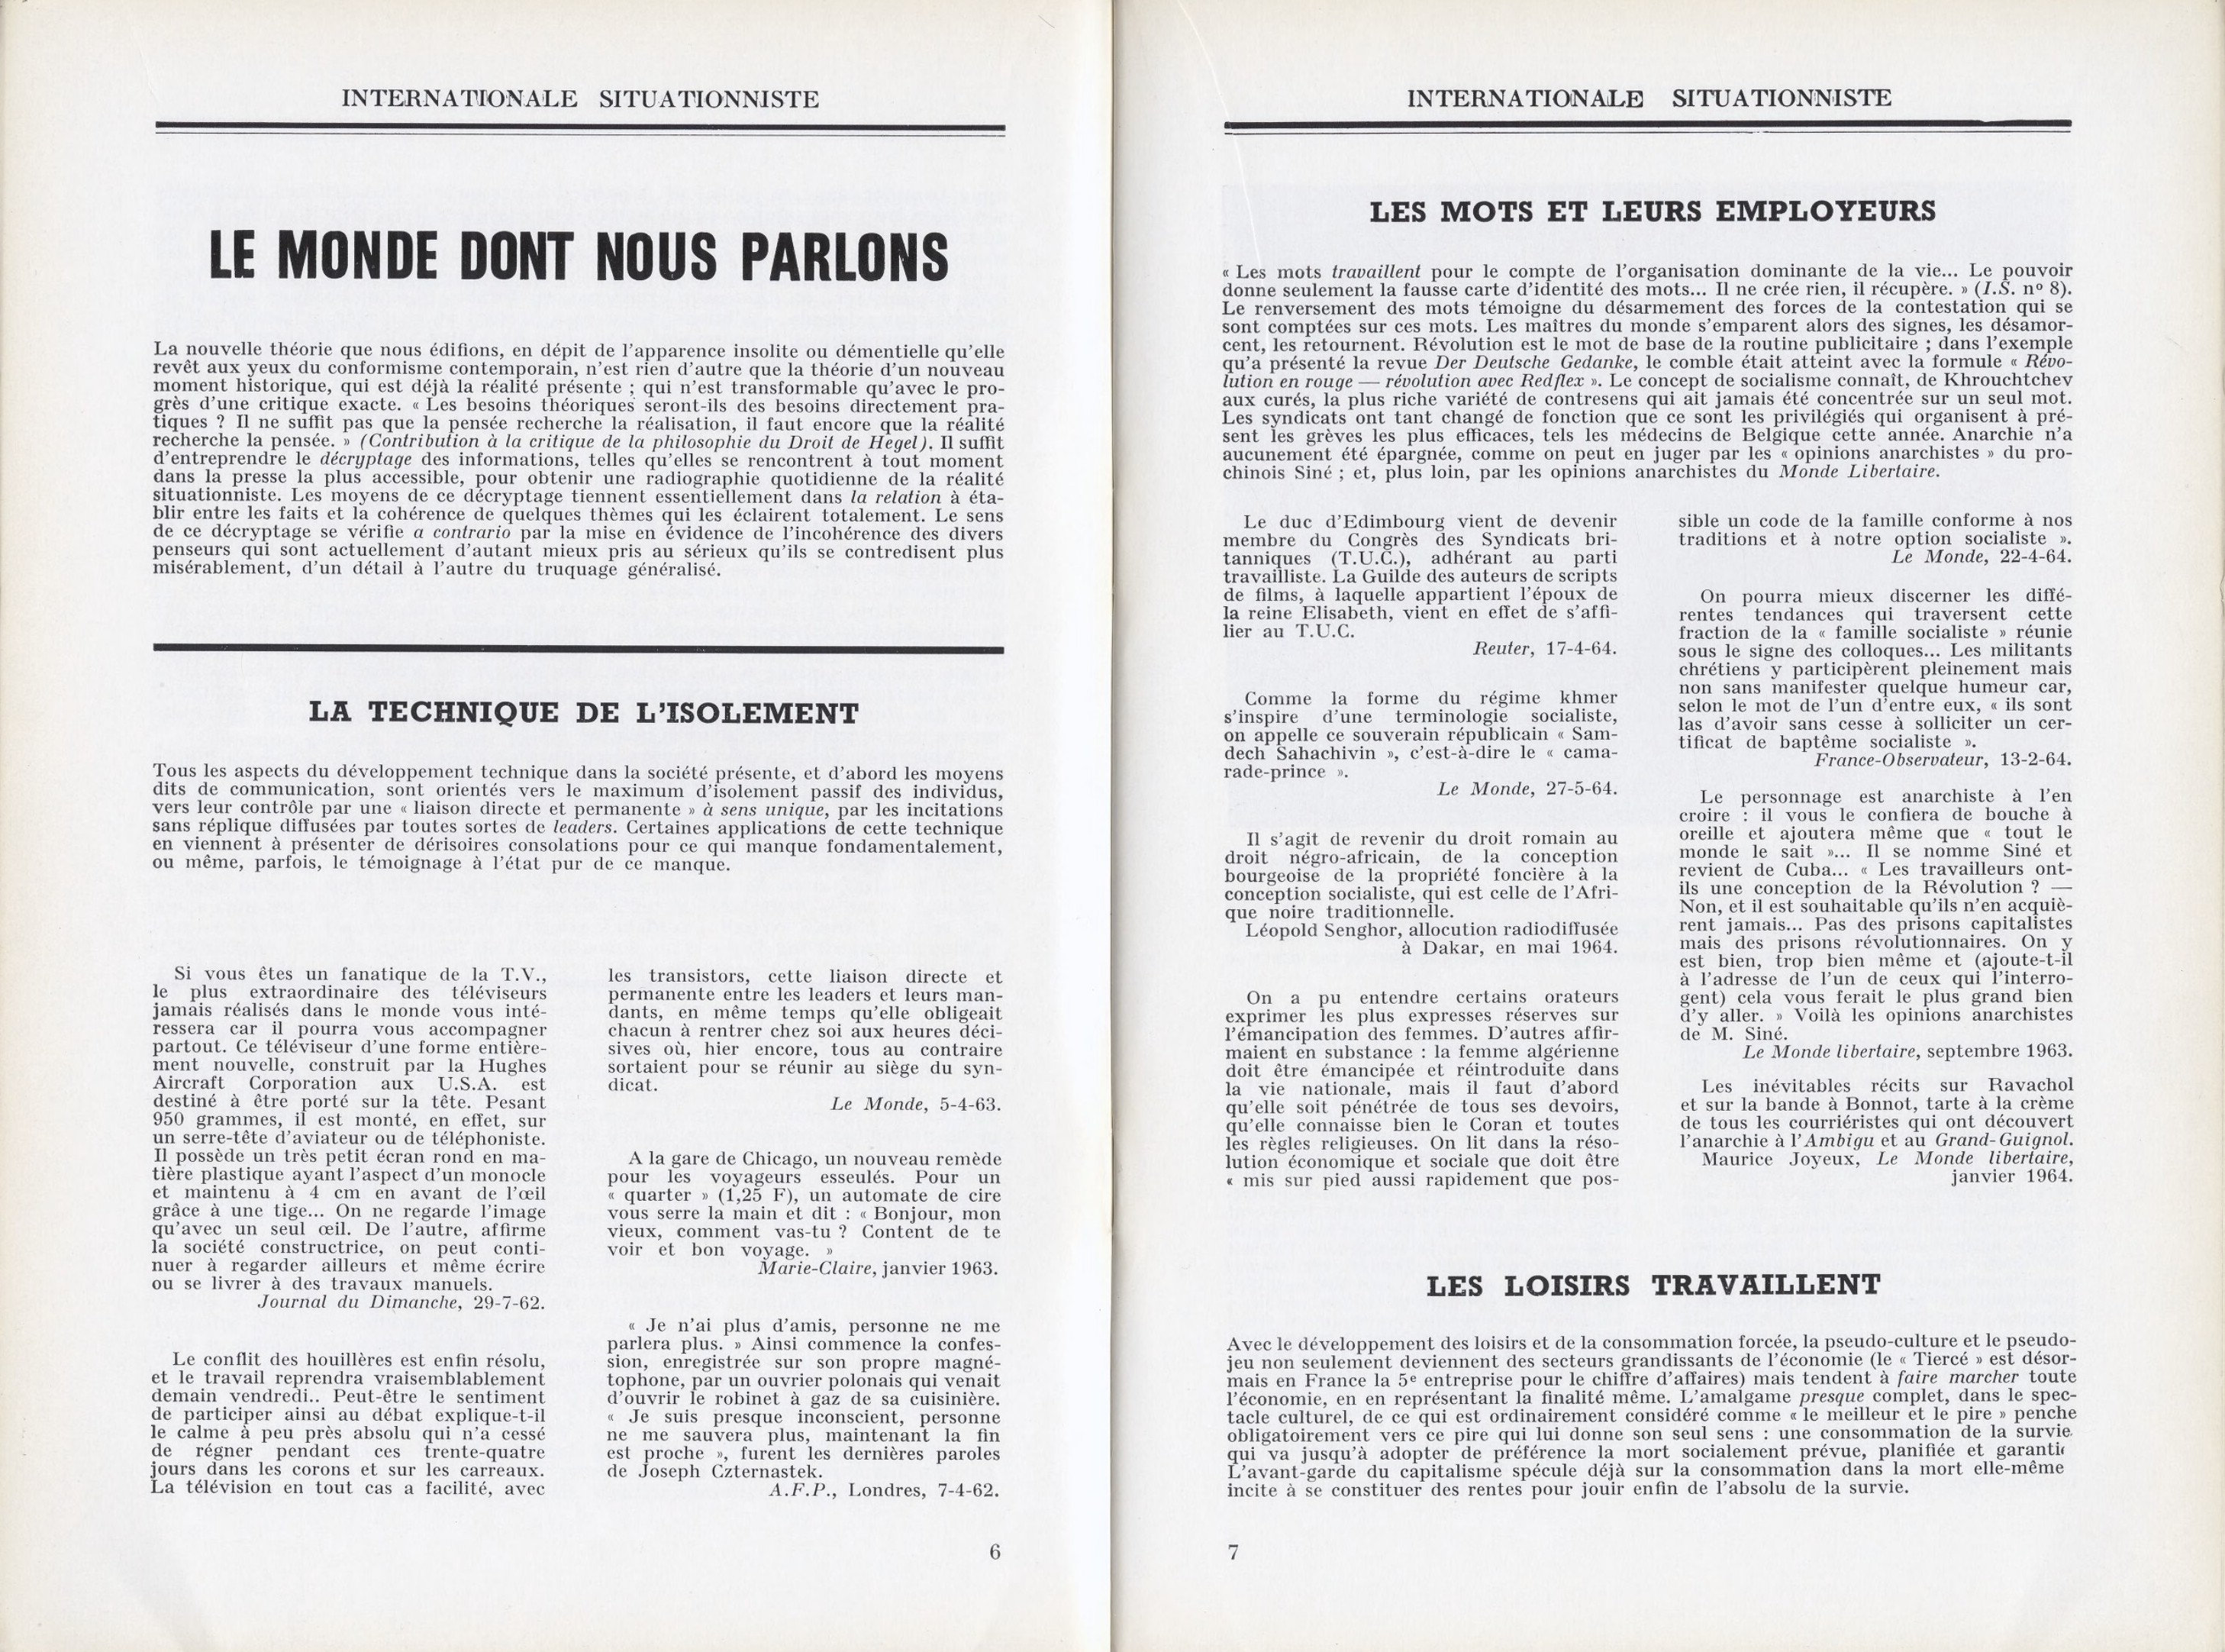 INTERNATIONALE SITUATIONNISTE
LE MONDE DONT NOUS PARLONS
La nouvelle théorie que nous édifions, en dépit de l'apparence insolite ou démentielle qu'elle
revêt aux yeux du conformisme contemporain, n'est rien d'autre que la théorie d'un nouveau
moment historique, qui est déjà la réalité présente ; qui n'est transformable qu'avec le pro-
grès d'une critique exacte. « Les besoins théoriques seront-ils des besoins directement pra-
tiques ? Il ne suffit pas que la pensée recherche la réalisation, il faut encore que la réalité
recherche la pensée. » (Contribution à la critique de la philosophie du Droit de Hegel). Il suffit
d'entreprendre le décryptage des informations, telles qu'elles se rencontrent à tout moment
dans la presse la plus accessible, pour obtenir une radiographie quotidienne de la réalité
situationniste. Les moyens de ce décryptage tiennent essentiellement dans la relation à éta-
blir entre les faits et la cohérence de quelques thèmes qui les éclairent totalement. Le sens
de ce décryptage se vérifie a contrario par la mise en évidence de l'incohérence des divers
penseurs qui sont actuellement d'autant mieux pris au sérieux qu'ils se contredisent plus
misérablement, d'un détail à l'autre du truquage généralisé.
LA TECHNIQUE DE L'ISOLEMENT
Tous les aspects du développement technique dans la société présente, et d'abord les moyens
dits de communication, sont orientés vers le maximum d'isolement passif des individus,
vers leur contrôle par une « liaison directe et permanente » à sens unique, par les incitations
sans réplique diffusées par toutes sortes de leaders. Certaines applications de cette technique
en viennent à présenter de dérisoires consolations pour ce qui manque fondamentalement,
ou même, parfois, le témoignage à l'état pur de ce manque.
Si vous êtes un fanatique de la T.V.,
le plus extraordinaire des téléviseurs
jamais réalisés dans le monde vous inté-
ressera car il pourra vous accompagner
partout. Ce téléviseur d'une forme entière-
ment nouvelle, construit par la Hughes
Aircraft Corporation aux U.S.A. est
destiné à être porté sur la tête. Pesant
950 grammes, il est monté, en effet, sur
un serre-tête d'aviateur ou de téléphoniste.
Il possède un très petit écran rond en ma-
tière plastique ayant l'aspect d'un monocle
et maintenu à 4 cm en avant de l'œil
grâce à une tige... On ne regarde l'image
qu'avec un seul œil. De l'autre, affirme
la société constructrice, on peut conti-
nuer à regarder ailleurs et même écrire
ou se livrer à des travaux manuels.
Journal du Dimanche, 29-7-62.
Le conflit des houillères est enfin résolu,
et le travail reprendra vraisemblablement
demain vendredi.. Peut-être le sentiment
de participer ainsi au débat explique-t-il
le calme à peu près absolu qui n'a cessé
de régner pendant ces trente-quatre
jours dans les corons et sur les carreaux.
La télévision en tout cas a facilité, avec
les transistors, cette liaison directe et
permanente entre les leaders et leurs man-
dants, en même temps qu'elle obligeait
chacun à rentrer chez soi aux heures déci-
sives où, hier encore, tous au contraire
sortaient pour se réunir au siège du syn-
dicat.
Le Monde, 5-4-63.
A la gare de Chicago, un nouveau remède
pour les voyageurs esseulés. Pour un
« quarter » (1,25 F), un automate de cire
vous serre la main et dit : « Bonjour, mon
vieux, comment vas-tu ? Content de te
voir et bon voyage. »
Marie-Claire, janvier 1963.
« Je n'ai plus d'amis, personne ne me
parlera plus. » Ainsi commence la confes-
sion, enregistrée sur son propre magné-
tophone, par un ouvrier polonais qui venait
d'ouvrir le robinet à gaz de sa cuisinière.
« Je suis presque inconscient, personne
ne me sauvera plus, maintenant la fin
est proche », furent les dernières paroles
de Joseph Czternastek.
A.F.P., Londres, 7-4-62.
6
INTERNATIONALE SITUATIONNISTE
LES MOTS ET LEURS EMPLOYEURS
« Les mots travaillent pour le compte de l'organisation dominante de la vie... Le pouvoir
donne seulement la fausse carte d'identité des mots... Il ne crée rien, il récupère. » (I.S. nº 8).
Le renversement des mots témoigne du désarmement des forces de la contestation qui se
sont comptées sur ces mots. Les maîtres du monde s'emparent alors des signes, les désamor-
cent, les retournent. Révolution est le mot de base de la routine publicitaire ; dans l'exemple
qu'a présenté la revue Der Deutsche Gedanke, le comble était atteint avec la formule « Révo-
lution en rouge — révolution avec Redflex ». Le concept de socialisme connaît, de Khrouchtchev
aux curés, la plus riche variété de contresens qui ait jamais été concentrée sur un seul mot.
Les syndicats ont tant changé de fonction que ce sont les privilégiés qui organisent à pré-
sent les grèves les plus efficaces, tels les médecins de Belgique cette année. Anarchie n'a
aucunement été épargnée, comme on peut en juger par les « opinions anarchistes » du pro-
chinois Siné ; et, plus loin, par les opinions anarchistes du Monde Libertaire.
Le duc d'Edimbourg vient de devenir
membre du Congrès des Syndicats bri-
tanniques (T.U.C.), adhérant au parti
travailliste. La Guilde des auteurs de scripts
de films, à laquelle appartient l'époux de
la reine Elisabeth, vient en effet de s'affi-
lier au T.U.C.
Reuter, 17-4-64.
Comme la forme du régime khmer
s'inspire d'une terminologie socialiste,
on appelle ce souverain républicain « Sam-
dech Sahachivin », c'est-à-dire le « cama-
rade-prince ».
Le Monde, 27-5-64.
Il s'agit de revenir du droit romain au
droit négro-africain, de la conception
bourgeoise de la propriété foncière à la
conception socialiste, qui est celle de l'Afri-
que noire traditionnelle.
Léopold Senghor, allocution radiodiffusée
à Dakar, en mai 1964.
On a pu entendre certains orateurs
exprimer les plus expresses réserves sur
l'émancipation des femmes. D'autres affir-
maient en substance : la femme algérienne
doit être émancipée et réintroduite dans
la vie nationale, mais il faut d'abord
qu'elle soit pénétrée de tous ses devoirs,
qu'elle connaisse bien le Coran et toutes
les règles religieuses. On lit dans la réso-
lution économique et sociale que doit être
« mis sur pied aussi rapidement que pos-
sible un code de la famille conforme à nos
traditions et à notre option socialiste ».
Le Monde, 22-4-64.
On pourra mieux discerner les diffé-
rentes tendances qui traversent cette
fraction de la « famille socialiste » réunie
sous le signe des colloques... Les militants
chrétiens y participèrent pleinement mais
non sans manifester quelque humeur car,
selon le mot de l'un d'entre eux, « ils sont
las d'avoir sans cesse à solliciter un cer-
tificat de baptême socialiste ».
France-Observateur, 13-2-64.
Le personnage est anarchiste à l'en
croire : il vous le confiera de bouche à
oreille et ajoutera même que « tout le
monde le sait »... Il se nomme Siné et
revient de Cuba... « Les travailleurs ont-
ils une conception de la Révolution ? —
Non, et il est souhaitable qu'ils n'en acquiè-
rent jamais... Pas des prisons capitalistes
mais des prisons révolutionnaires. On y
est bien, trop bien même et (ajoute-t-il
à l'adresse de l'un de ceux qui l'interro-
gent) cela vous ferait le plus grand bien
d'y aller. » Voilà les opinions anarchistes
de M. Siné.
Le Monde libertaire, septembre 1963.
Les inévitables récits sur Ravachol
et sur la bande à Bonnot, tarte à la crème
de tous les courriéristes qui ont découvert
l'anarchie à l'Ambigu et au Grand-Guignol.
Maurice Joyeux, Le Monde libertaire,
janvier 1964.
LES LOISIRS TRAVAILLENT
Avec le développement des loisirs et de la consommation forcée, la pseudo-culture et le pseudo-
jeu non seulement deviennent des secteurs grandissants de l'économie (le « Tiercé » est désor-
mais en France la 5e entreprise pour le chiffre d'affaires) mais tendent à faire marcher toute
l'économie, en en représentant la finalité même. L'amalgame presque complet, dans le spec-
tacle culturel, de ce qui est ordinairement considéré comme « le meilleur et le pire » penche
obligatoirement vers ce pire qui lui donne son seul sens : une consommation de la survie
qui va jusqu'à adopter de préférence la mort socialement prévue, planifiée et garantie
L'avant-garde du capitalisme spécule déjà sur la consommation dans la mort elle-même
incite à se constituer des rentes pour jouir enfin de l'absolu de la survie.
7